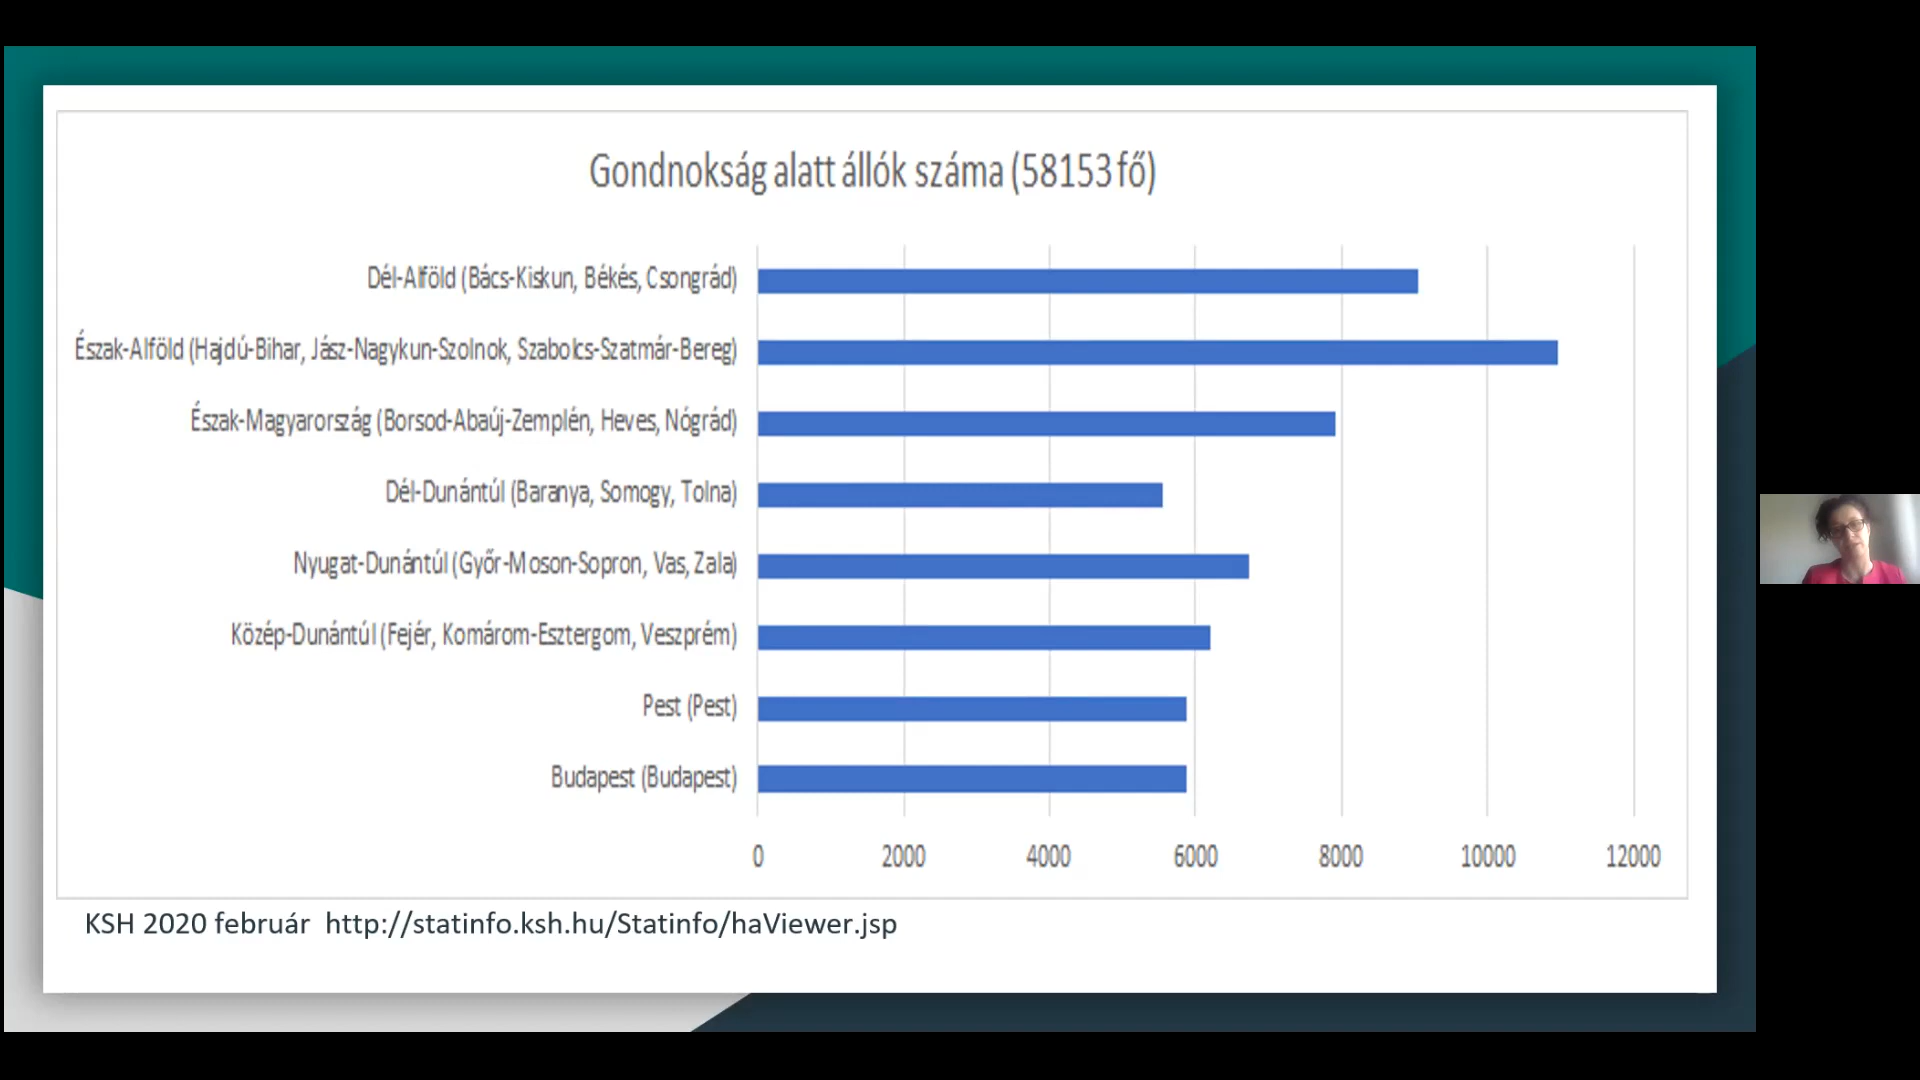 Gondnokság alatt állók száma (58153 fő)
Dél-Alföld (Bács-Kiskun, Békés, Csongrád)
Észak-Alföld (Hajdú-Bihar, Jász-Nagykun-Szolnok, Szabolcs-Szatmár-Bereg)
Észak-Magyarország (Borsod-Abaúj-Zemplén, Heves, Nógrád)
Dél-Dunántúl (Baranya, Somogy, Tolna)
Nyugat-Dunántúl (Győr-Moson-Sopron, Vas, Zala)
Közép-Dunántúl (Fejér, Komárom-Esztergom, Veszprém)
Pest (Pest)
Budapest (Budapest)
0 2000 4000 6000 8000 10000 12000
KSH 2020 február http://statinfo.ksh.hu/Statinfo/haViewer.jsp